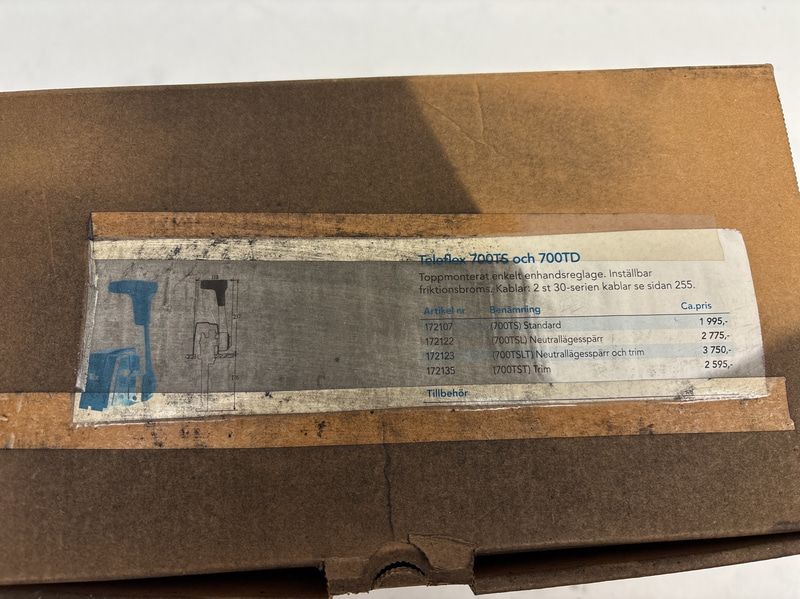 Teleflex 700TS och 700TD
Toppmonterat enkelt enhandsreglage. Inställbar
friktionsbroms. Kablar: 2 st 30-serien kablar se sidan 255.
Artikel nr Benämning Ca.pris
172107 (700TS) Standard 1 995,-
172122 (700TSL) Neutrallägesspärr 2 775,-
172123 (700TSLT) Neutrallägesspärr och trim 3 750,-
172135 (700TST) Trim 2 595,-
Tillbehör